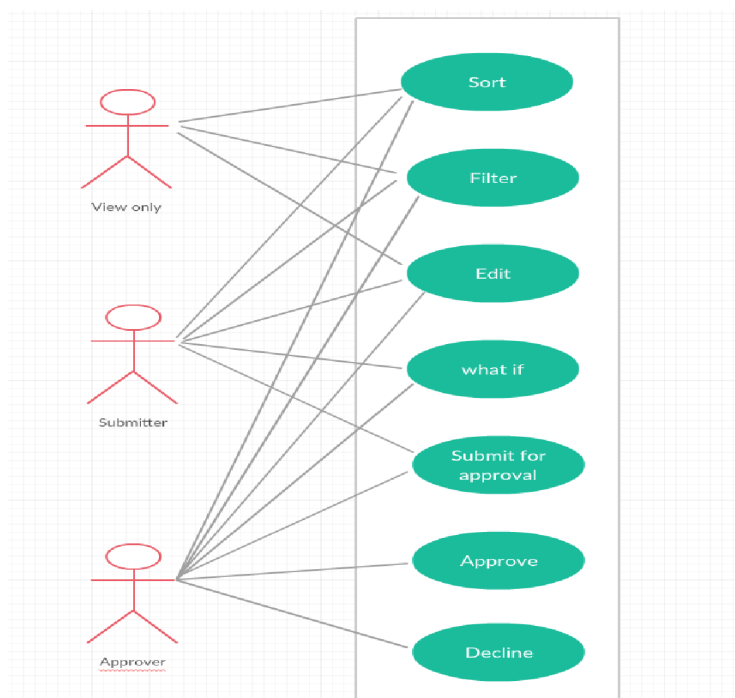 Sort
Filter
View only
Edit
Submitter
what if
Submit for
approval
Approve
Approver
Decline